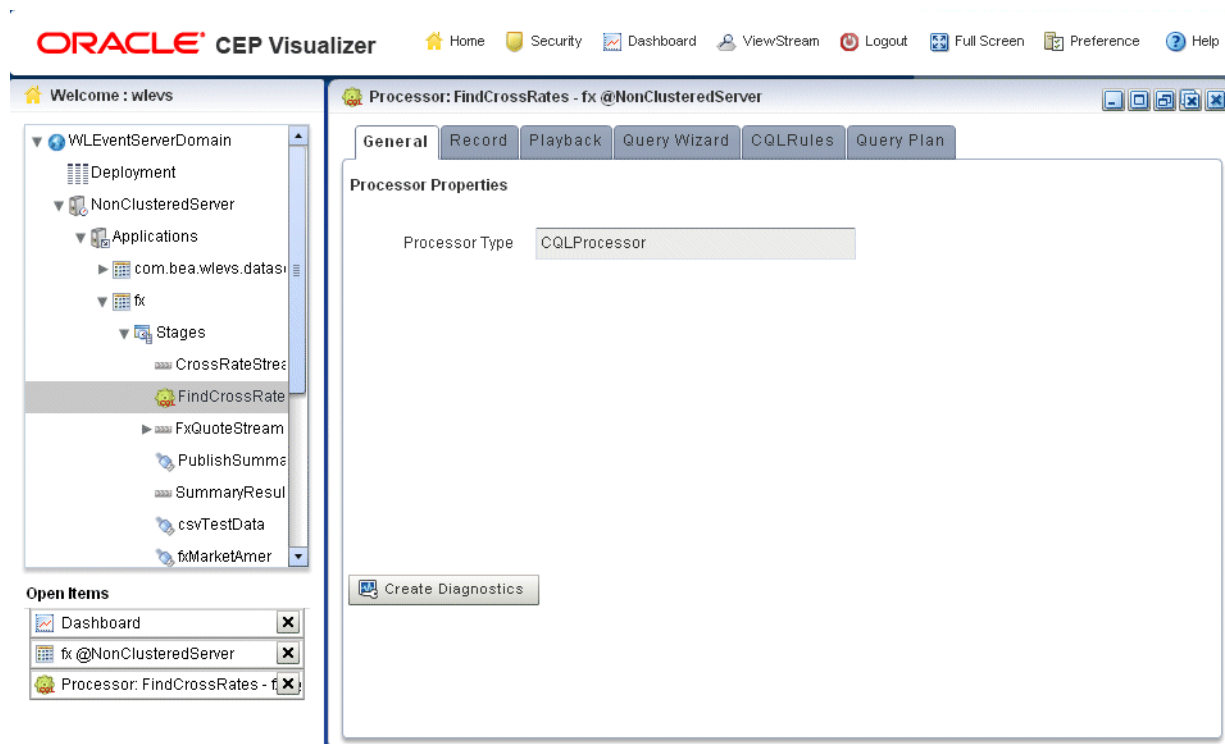 ORACLE CEP Visualizer
Home Security Dashboard ViewStream Logout Full Screen Preference Help
Welcome : wlevs
WLEventServerDomain
Deployment
NonClusteredServer
Applications
com.bea.wlevs.datas
fx
Stages
CrossRateStrea
FindCrossRate
FxQuoteStream
PublishSumma
SummaryResul
csvTestData
fxMarketAmer
Open Items
Dashboard
fx @NonClusteredServer
Processor: FindCrossRates - f
Processor: FindCrossRates - fx @NonClusteredServer
General Record Playback Query Wizard CQLRules Query Plan
Processor Properties
Processor Type CQLProcessor
Create Diagnostics